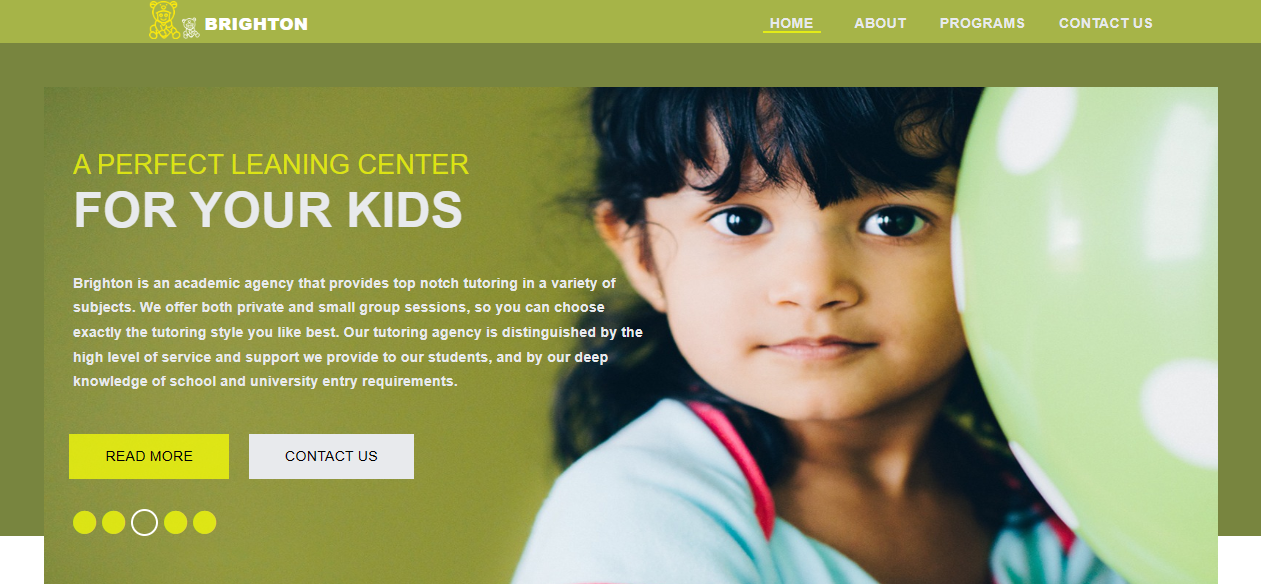 BRIGHTON
HOME ABOUT PROGRAMS CONTACT US
A PERFECT LEANING CENTER
FOR YOUR KIDS
Brighton is an academic agency that provides top notch tutoring in a variety of
subjects. We offer both private and small group sessions, so you can choose
exactly the tutoring style you like best. Our tutoring agency is distinguished by the
high level of service and support we provide to our students, and by our deep
knowledge of school and university entry requirements.
READ MORE CONTACT US